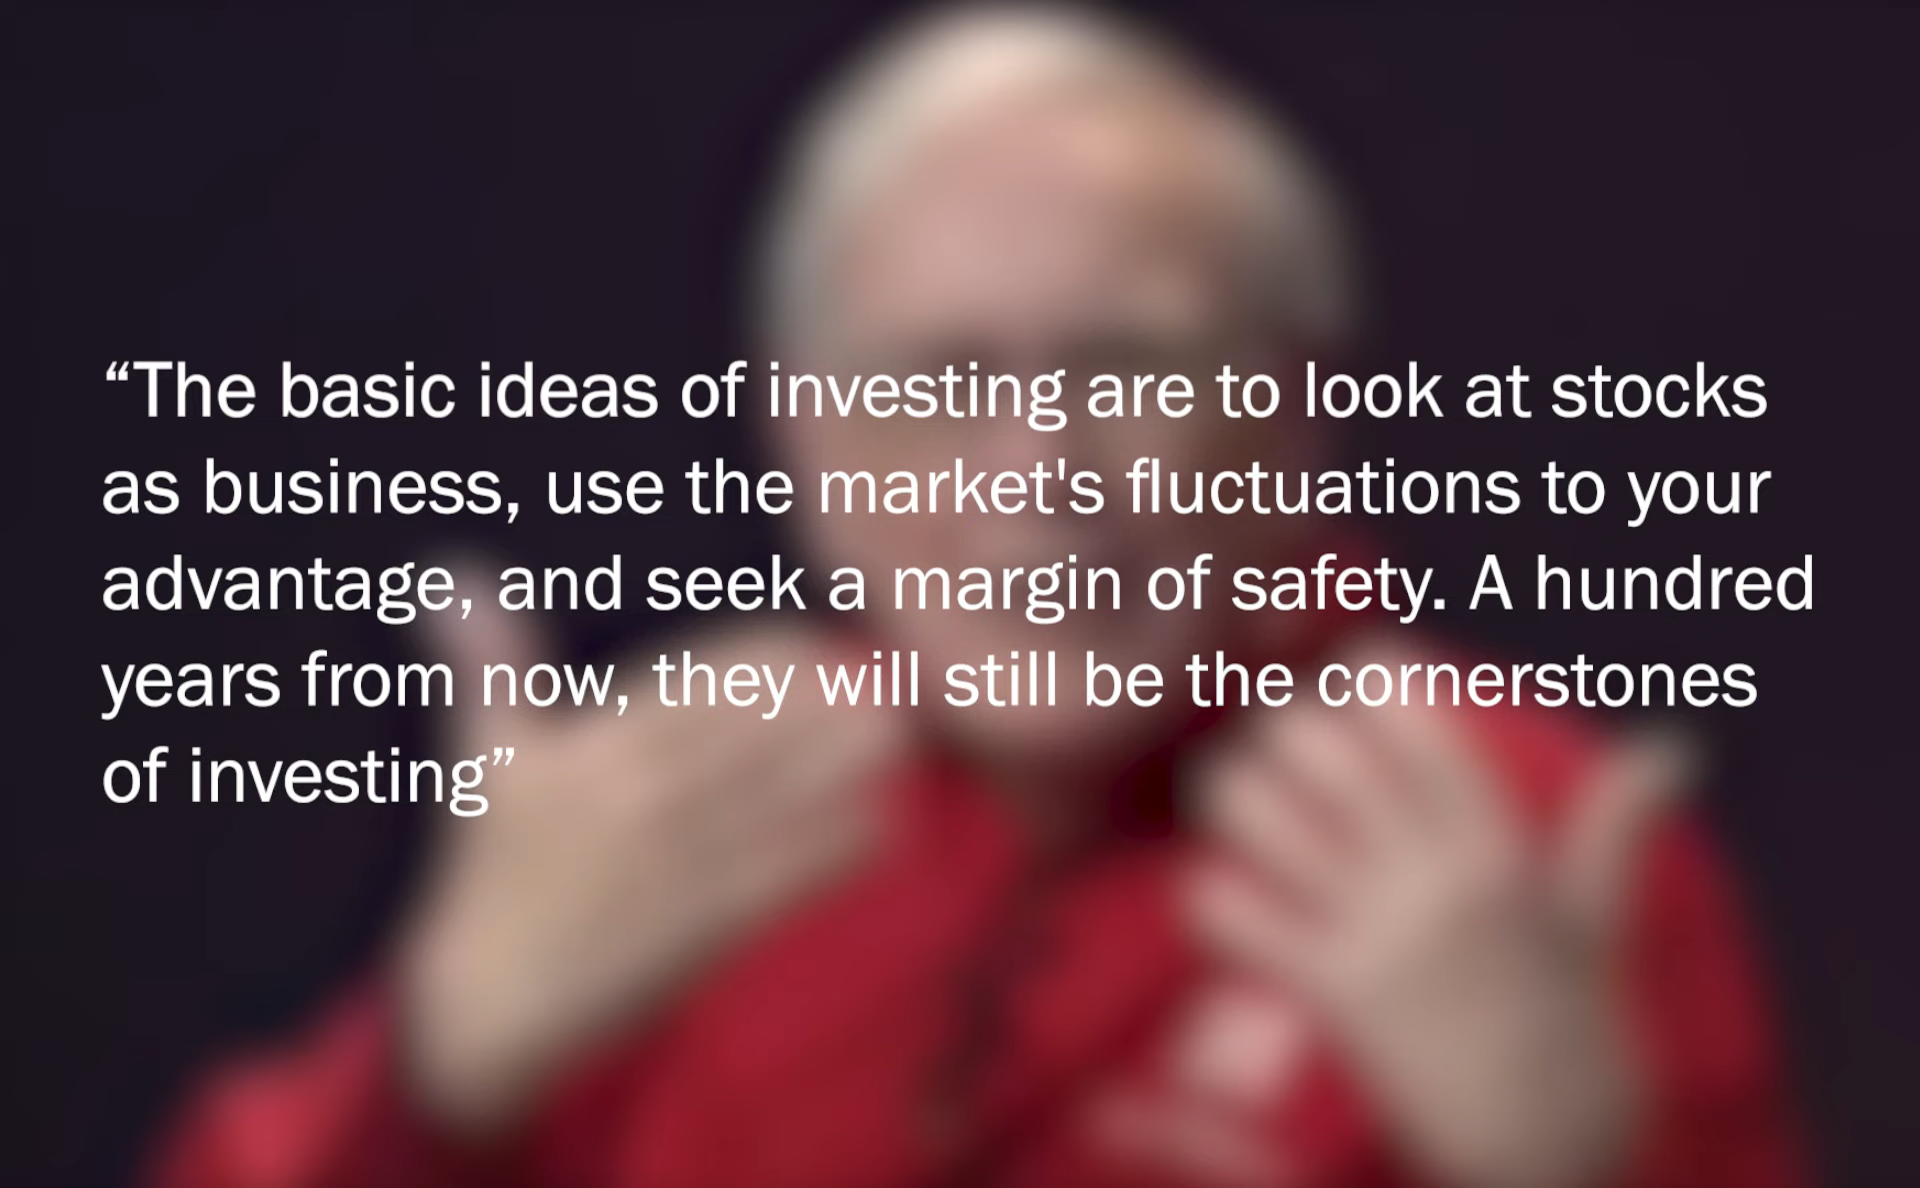 “The basic ideas of investing are to look at stocks
as business, use the market's fluctuations to your
advantage, and seek a margin of safety. A hundred
years from now, they will still be the cornerstones
of investing”